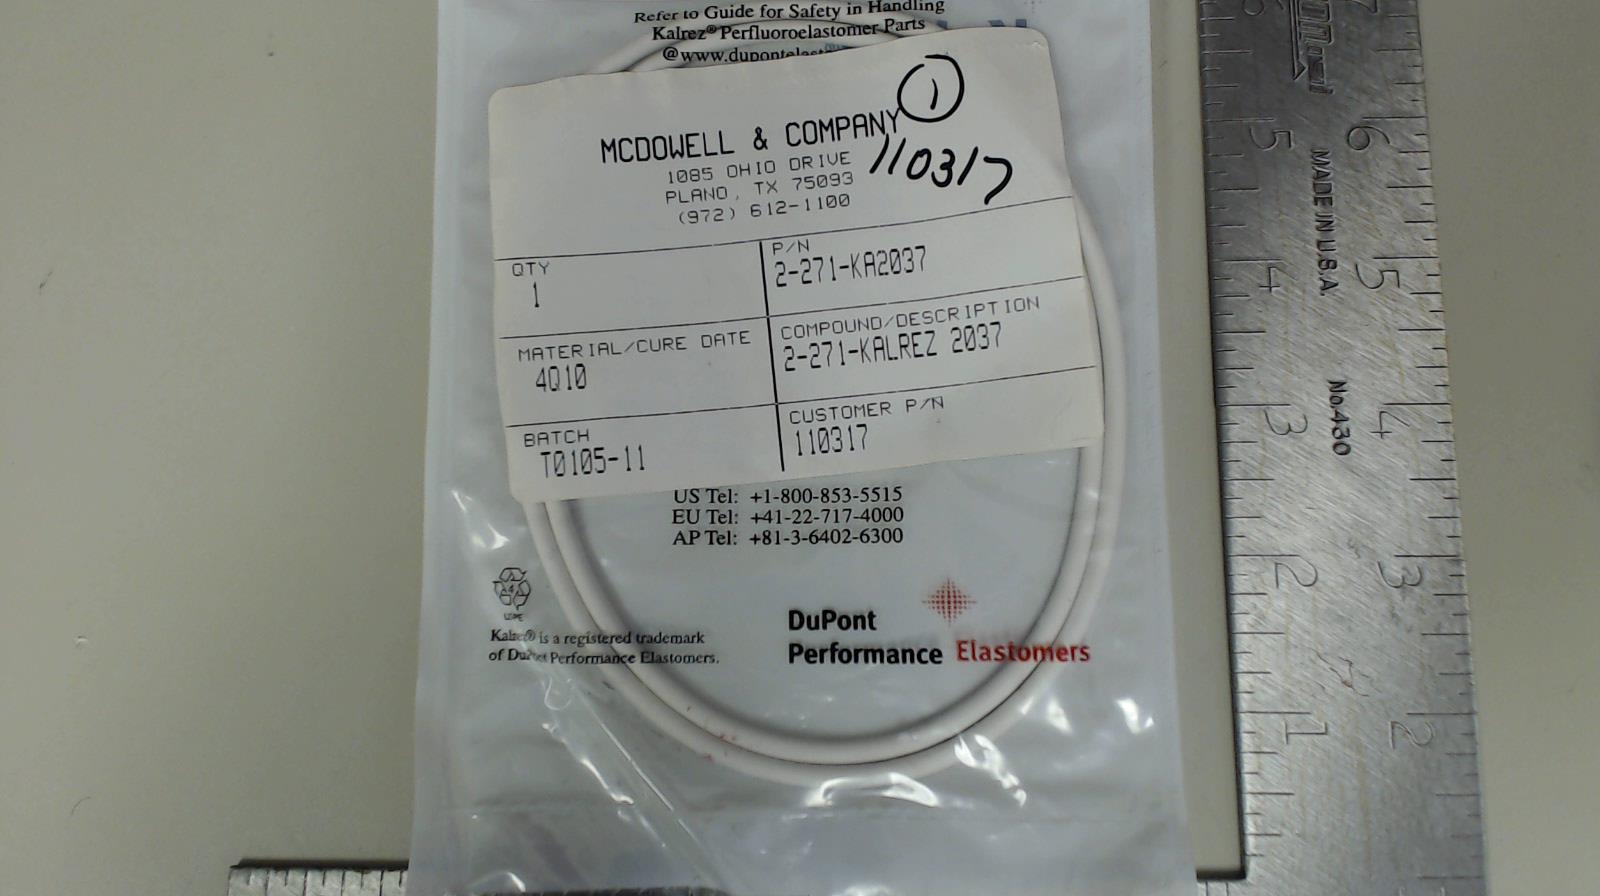 Refer to Guide for Safety in Handling
Kalrez® Perfluoroelastomer Parts
1
MCDOWELL & COMPANY
1085 OHIO DRIVE
PLANO, TX 75093
(972) 612-1100
110317
QTY
1
P/N
2-271-KA2037
MATERIAL/CURE DATE
4Q10
COMPOUND/DESCRIPTION
2-271-KALREZ 2037
BATCH
T0105-11
CUSTOMER P/N
110317
US Tel: +1-800-853-5515
EU Tel: +41-22-717-4000
AP Tel: +81-3-6402-6300
Kalrez® is a registered trademark
of DuPont Performance Elastomers.
DuPont
Performance Elastomers
MADE IN U.S.A.
No.430
5
4
3
2
1
7
6
5
4
3
2